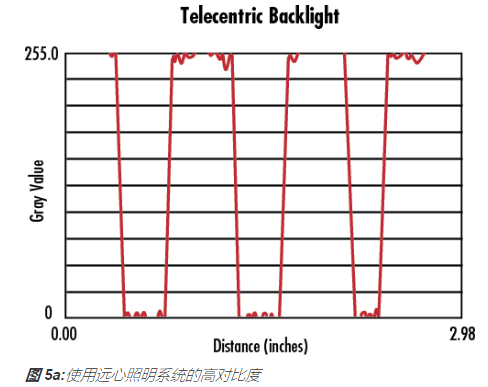 Telecentric Backlight
255.0
Gray Value
0
0.00
Distance (inches)
2.98
图 5a:使用远心照明系统的高对比度